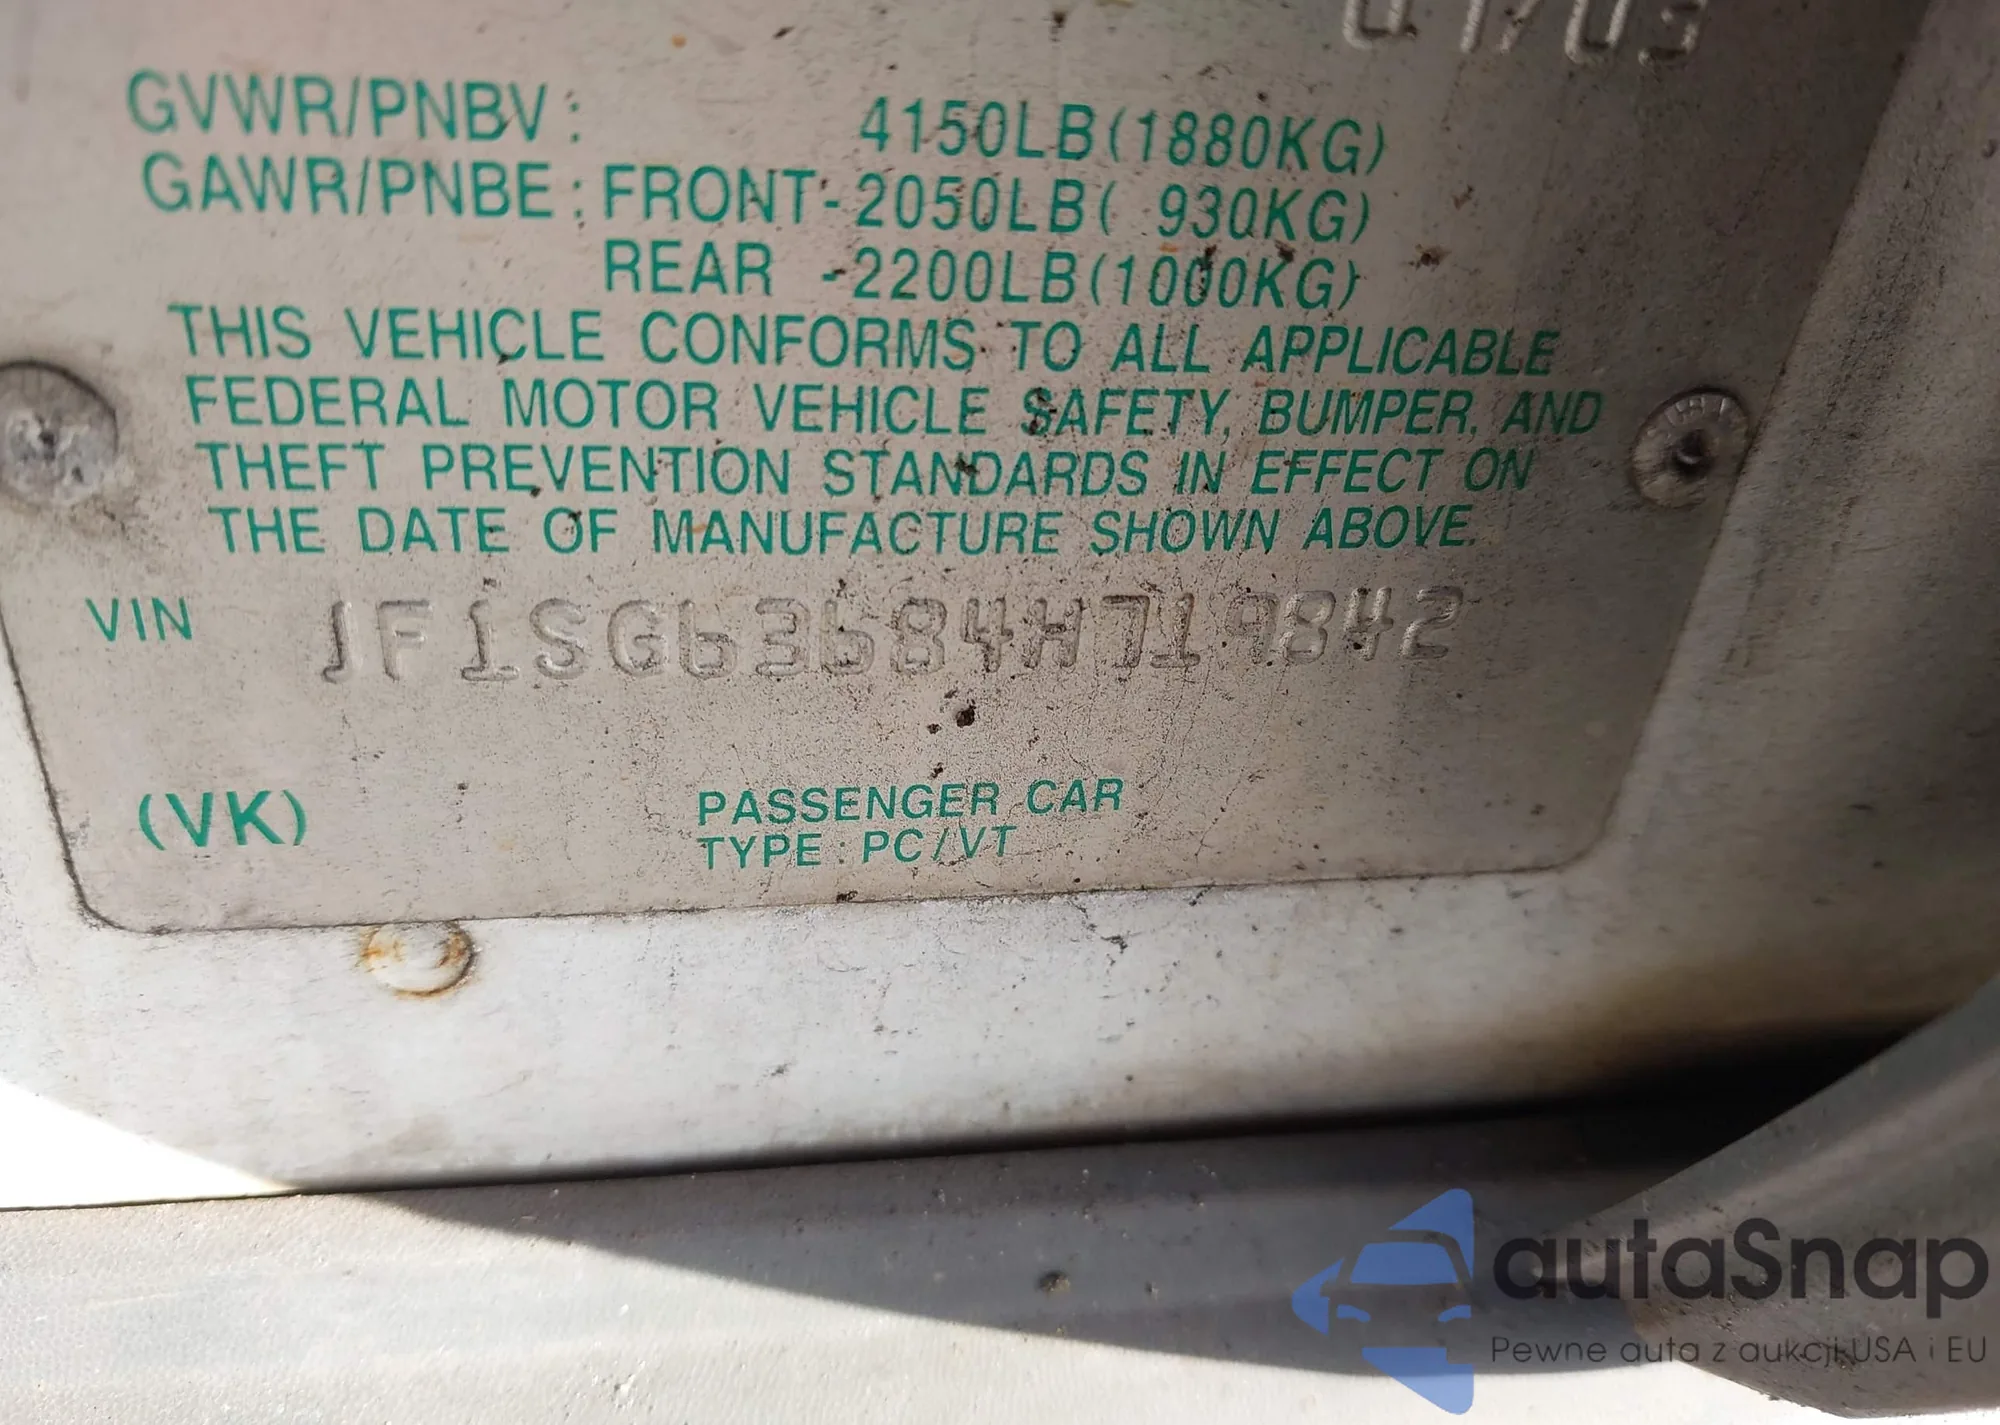 GVWR/PNBV: 4150LB(1880KG)
GAWR/PNBE: FRONT-2050LB( 930KG)
REAR -2200LB(1000KG)
THIS VEHICLE CONFORMS TO ALL APPLICABLE
FEDERAL MOTOR VEHICLE SAFETY, BUMPER, AND
THEFT PREVENTION STANDARDS IN EFFECT ON
THE DATE OF MANUFACTURE SHOWN ABOVE.
VIN
(VK)
PASSENGER CAR
TYPE: PC/VT
autaSnap
Pewne auta z aukcji USA i EU